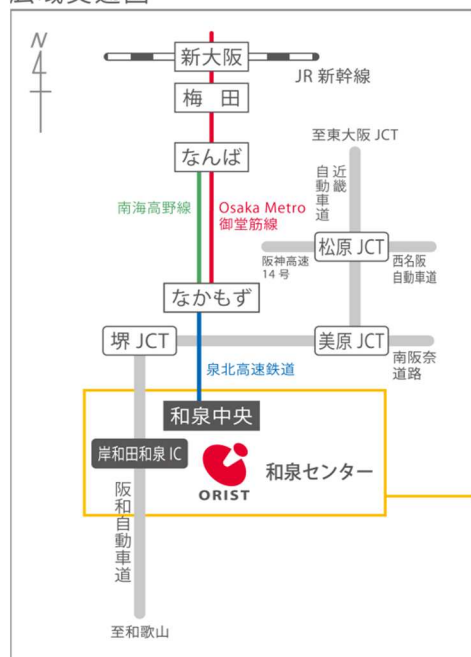 N
新大阪
JR 新幹線
梅 田
至東大阪 JCT
なんば
近畿
自動車道
南海高野線
Osaka Metro
御堂筋線
松原 JCT
阪神高速
14 号
西名阪
自動車道
なかもず
堺 JCT
美原 JCT
南阪奈
道路
泉北高速鉄道
和泉中央
岸和田和泉 IC
和泉センター
ORIST
阪和自動車道
至和歌山